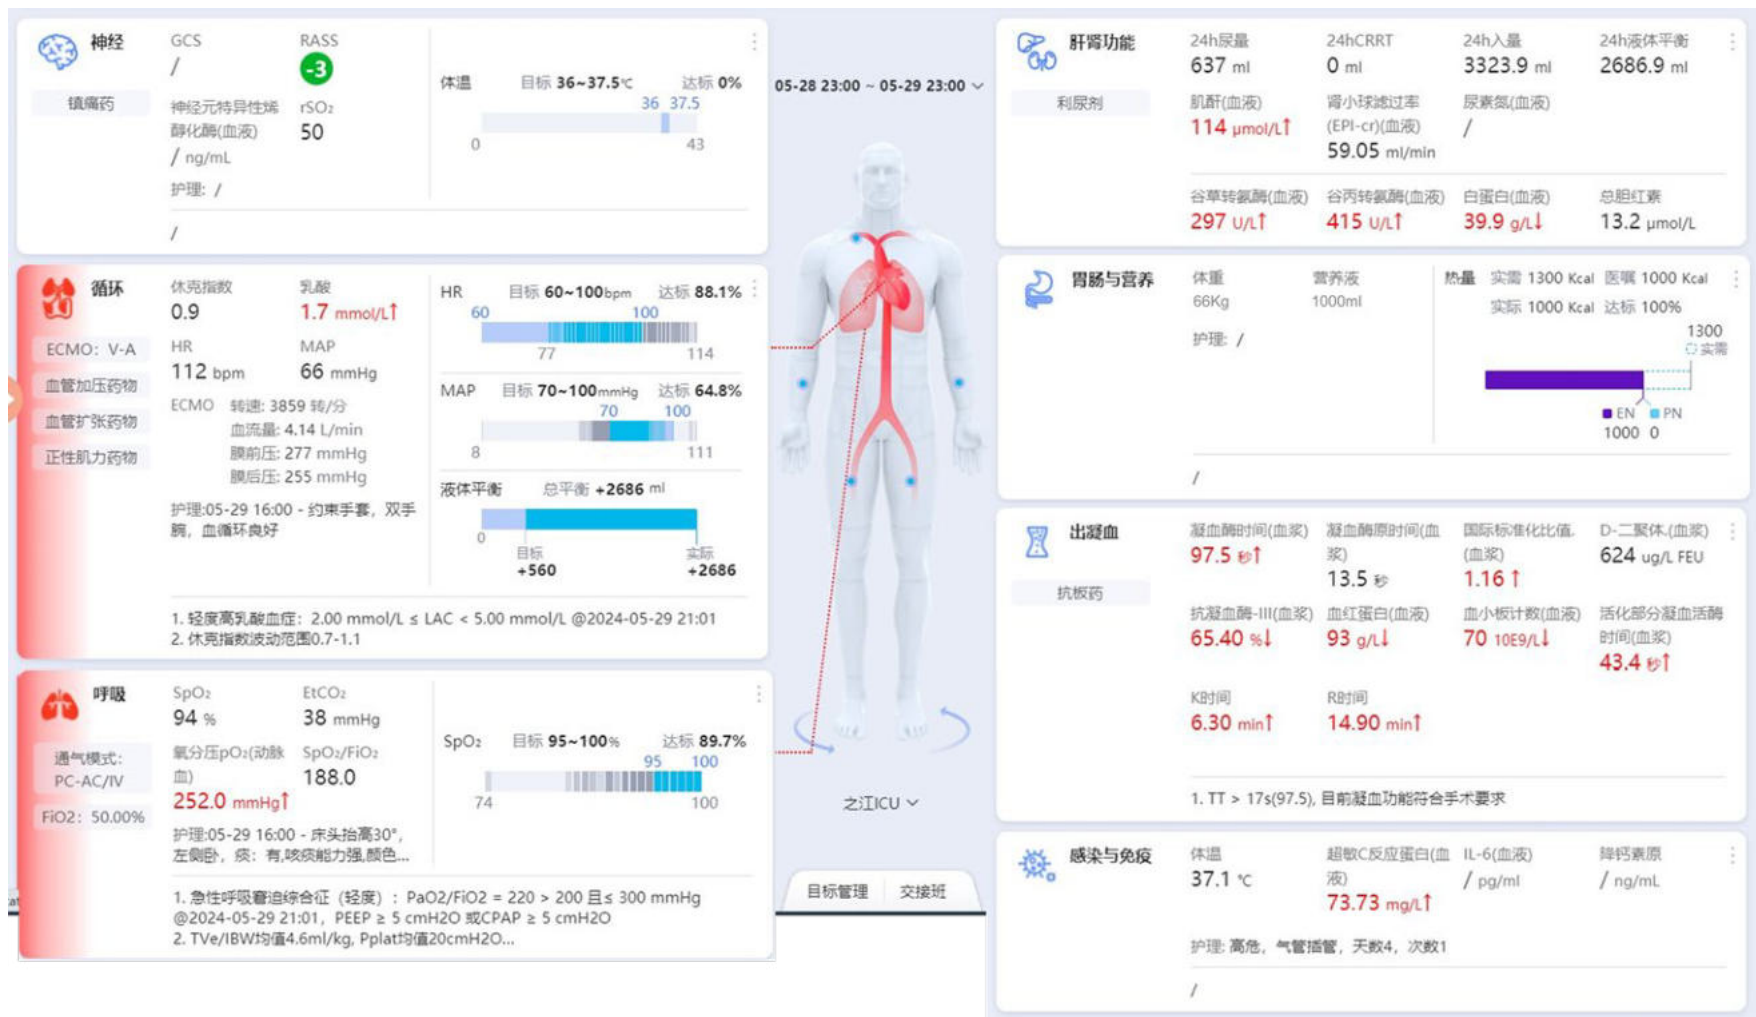 神经
镇痛药
GCS
/
RASS
-3
神经元特异性烯
醇化酶(血液)
/ ng/mL
rSO₂
50
护理: /
体温 目标 36~37.5℃ 达标 0%
36 37.5
0 43
/
循环
ECMO: V-A
血管加压药物
血管扩张药物
正性肌力药物
休克指数
0.9
乳酸
1.7 mmol/L↑
HR
112 bpm
MAP
66 mmHg
ECMO 转速: 3859 转/分
血流量: 4.14 L/min
膜前压: 277 mmHg
膜后压: 255 mmHg
护理:05-29 16:00 - 约束手套, 双手
腕, 血循环良好
HR 目标 60~100bpm 达标 88.1%
60 100
77 114
MAP 目标 70~100mmHg 达标 64.8%
70 100
8 111
液体平衡 总平衡 +2686 ml
0
目标 实际
+560 +2686
1. 轻度高乳酸血症: 2.00 mmol/L ≤ LAC < 5.00 mmol/L @2024-05-29 21:01
2. 休克指数波动范围0.7-1.1
呼吸
通气模式:
PC-AC/IV
FiO2: 50.00%
SpO₂
94 %
EtCO₂
38 mmHg
氧分压pO₂(动脉
血)
252.0 mmHg↑
SpO₂/FiO₂
188.0
护理:05-29 16:00 - 床头抬高30°,
左侧卧, 痰: 有,咳痰能力强,颜色...
SpO₂ 目标 95~100% 达标 89.7%
95 100
74 100
1. 急性呼吸窘迫综合征（轻度）: PaO2/FiO2 = 220 > 200 且≤ 300 mmHg
@2024-05-29 21:01, PEEP ≥ 5 cmH2O 或CPAP ≥ 5 cmH2O
2. TVe/IBW均值4.6ml/kg, Pplat均值20cmH2O...
05-28 23:00 ~ 05-29 23:00
之江ICU
目标管理 交接班
肝肾功能
利尿剂
24h尿量 24hCRRT 24h入量 24h液体平衡
637 ml 0 ml 3323.9 ml 2686.9 ml
肌酐(血液)
114 μmol/L↑
肾小球滤过率
(EPI-cr)(血液)
59.05 ml/min
尿素氮(血液)
/
谷草转氨酶(血液) 谷丙转氨酶(血液) 白蛋白(血液) 总胆红素
297 U/L↑ 415 U/L↑ 39.9 g/L↓ 13.2 μmol/L
胃肠与营养
体重 营养液
66Kg 1000ml
护理: /
热量 实需 1300 Kcal 医嘱 1000 Kcal
实际 1000 Kcal 达标 100%
1300
实需
EN PN
1000 0
/
出凝血
抗板药
凝血酶时间(血浆)
97.5 秒↑
凝血酶原时间(血
浆)
13.5 秒
国际标准化比值.
(血浆)
1.16 ↑
D-二聚体.(血浆)
624 ug/L FEU
抗凝血酶-III(血浆)
65.40 %↓
血红蛋白(血液)
93 g/L↓
血小板计数(血液)
70 10E9/L↓
活化部分凝血活酶
时间(血浆)
43.4 秒↑
K时间 R时间
6.30 min↑ 14.90 min↑
1. TT > 17s(97.5), 目前凝血功能符合手术要求
感染与免疫
体温
37.1 ℃
超敏C反应蛋白(血
液)
73.73 mg/L↑
IL-6(血液)
/ pg/ml
降钙素原
/ ng/mL
护理: 高危, 气管插管, 天数4, 次数1
/